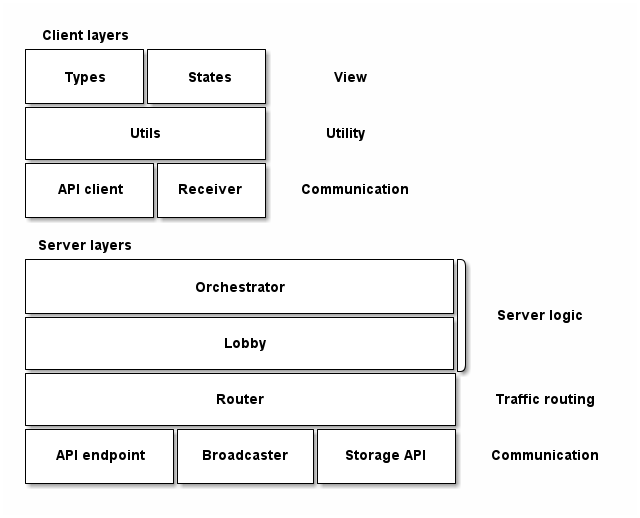 Client layers
Types States View
Utils Utility
API client Receiver Communication
Server layers
Orchestrator
Server logic
Lobby
Router Traffic routing
API endpoint Broadcaster Storage API Communication